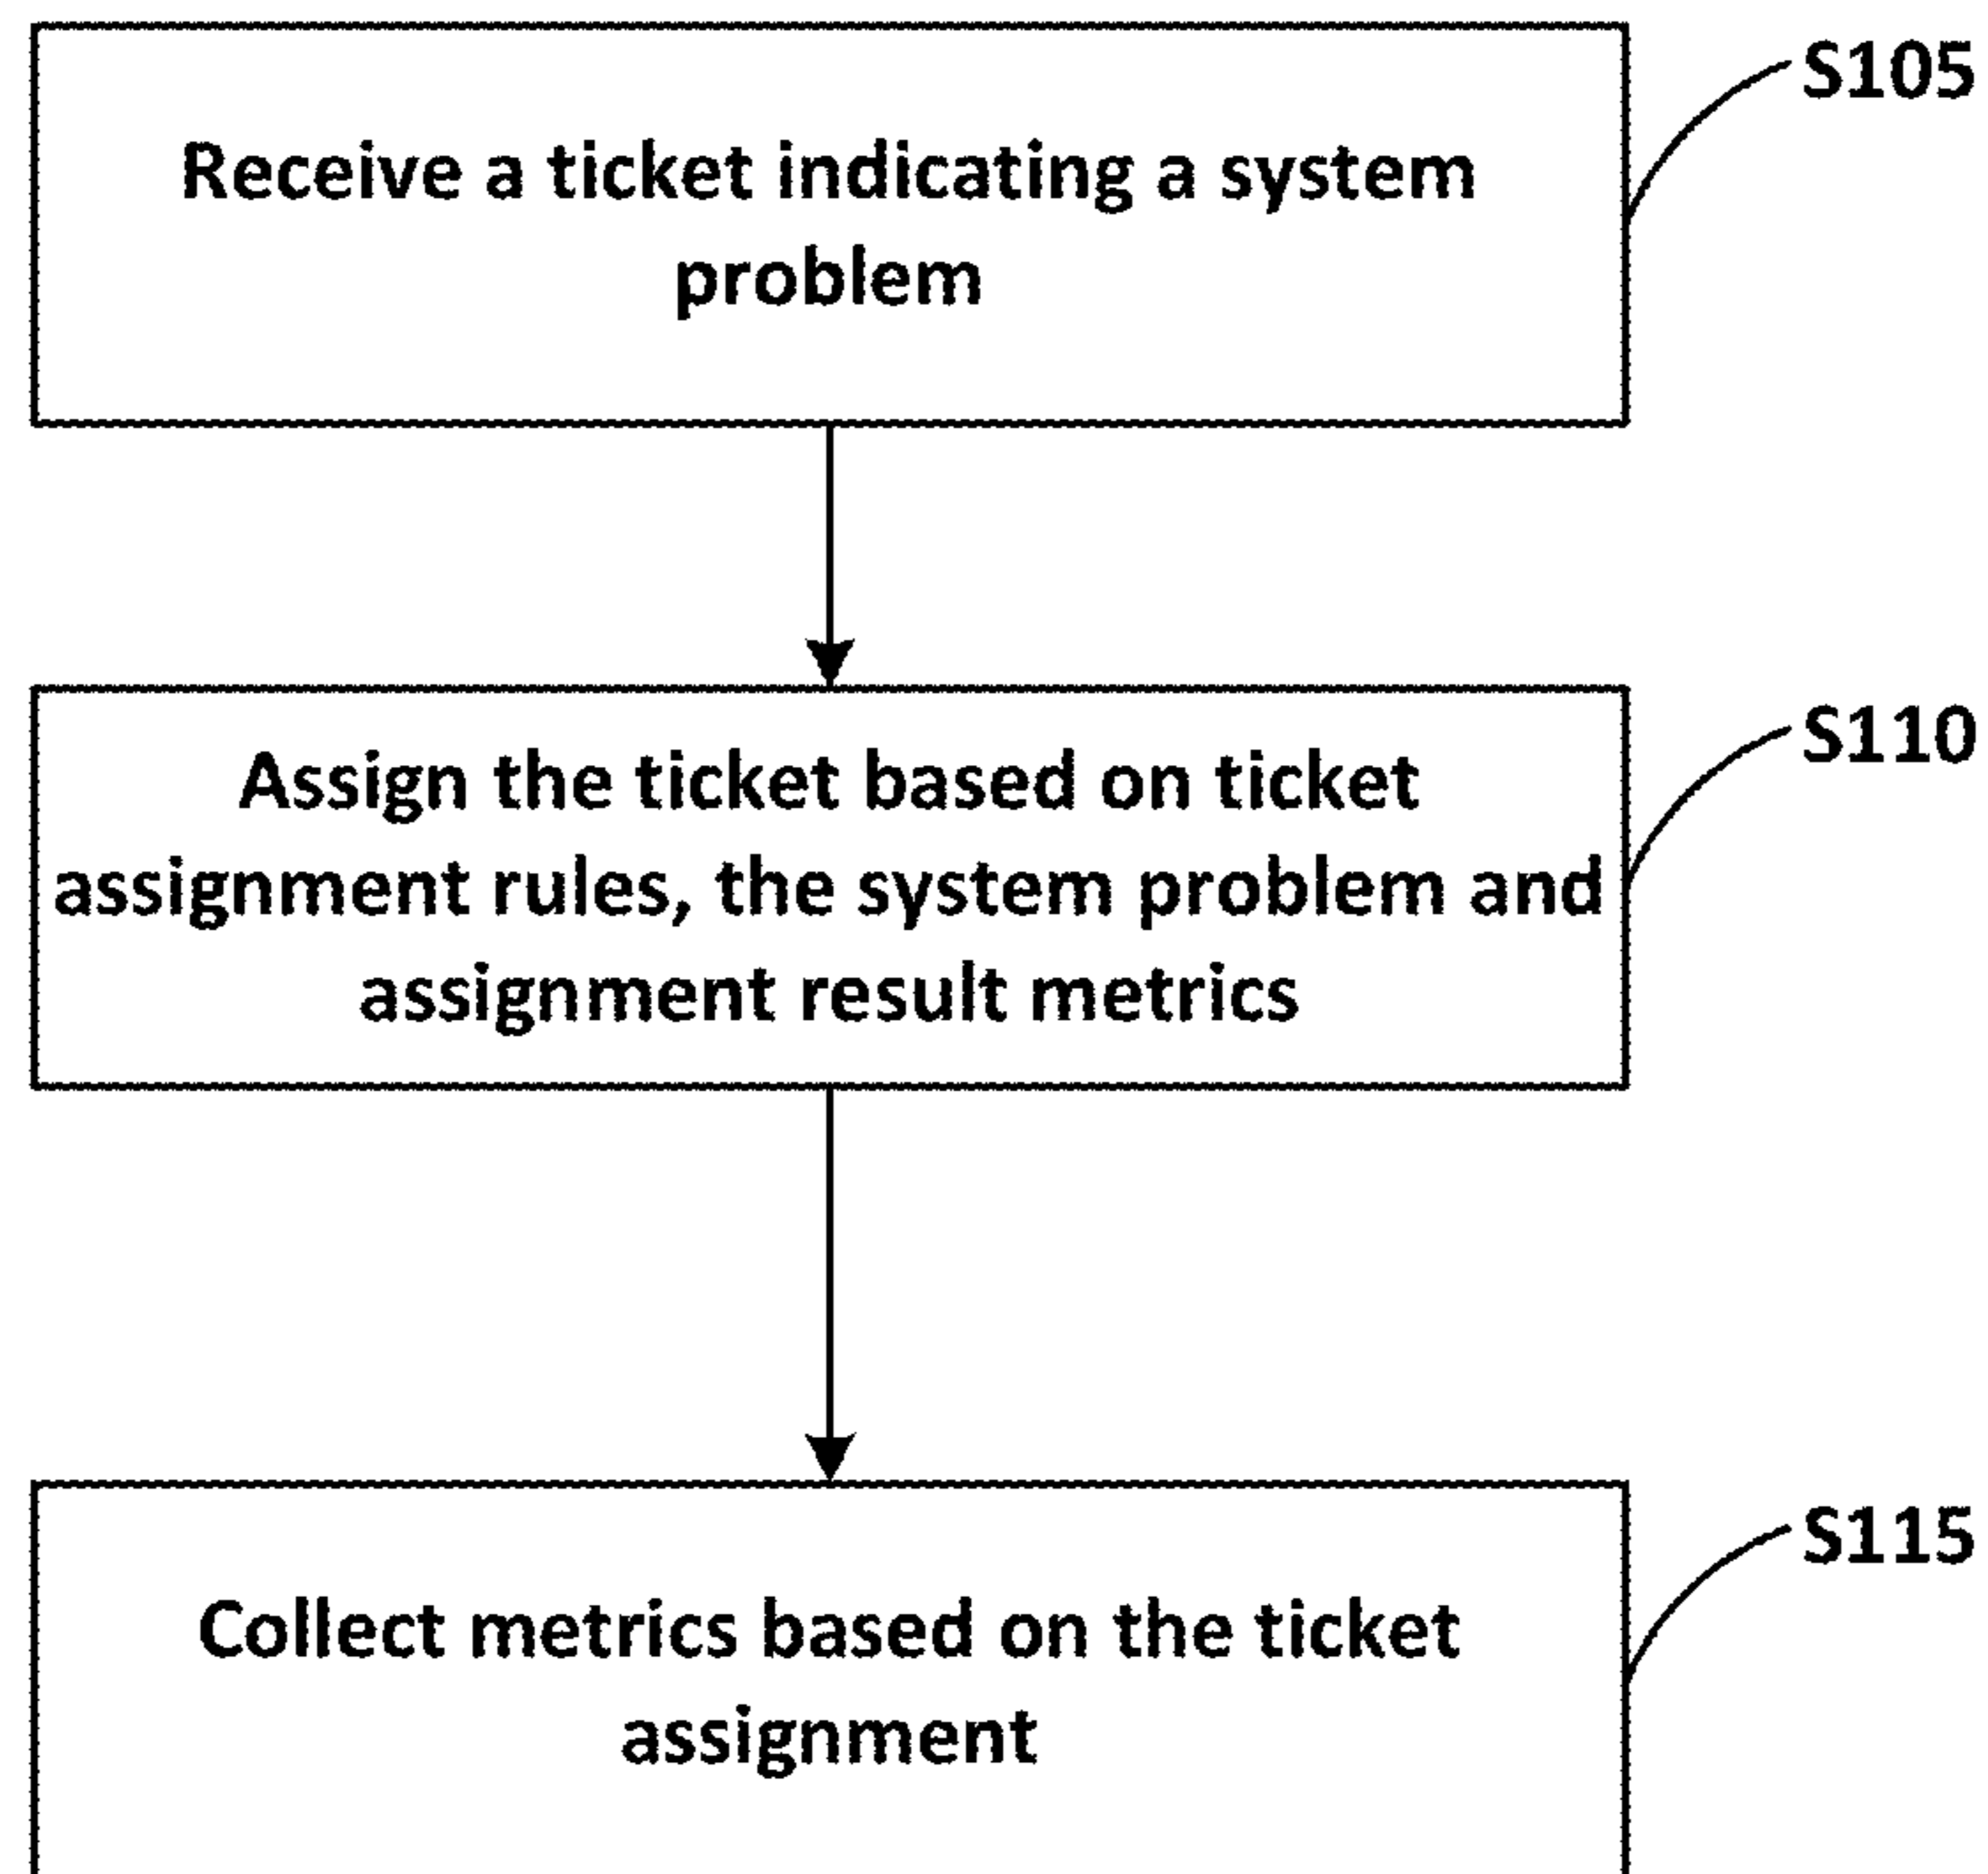 S105
Receive a ticket indicating a system
problem
S110
Assign the ticket based on ticket
assignment rules, the system problem and
assignment result metrics
S115
Collect metrics based on the ticket
assignment